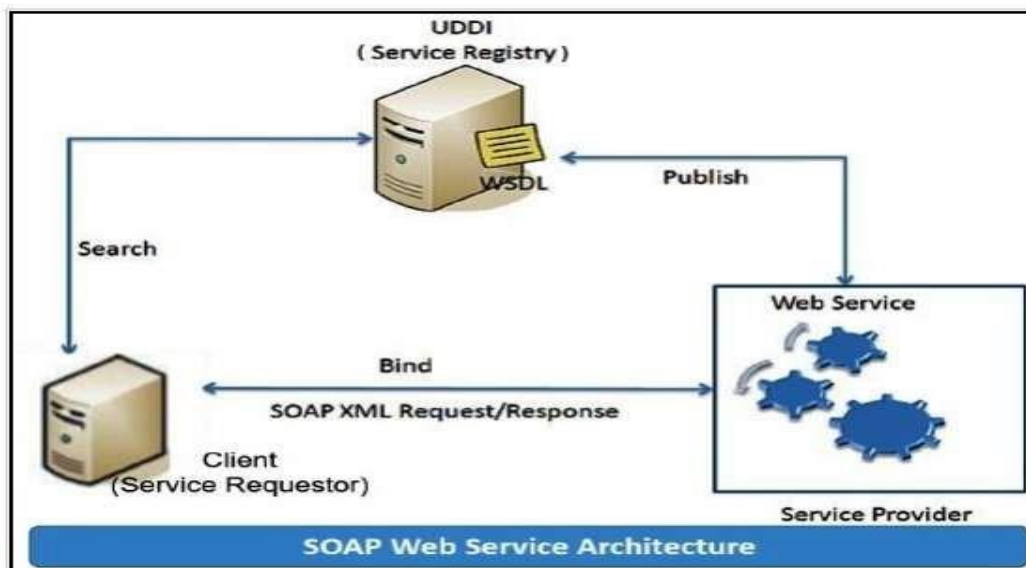 UDDI
( Service Registry )
WSDL
Publish
Search
Web Service
Bind
SOAP XML Request/Response
Client
(Service Requestor)
Service Provider
SOAP Web Service Architecture